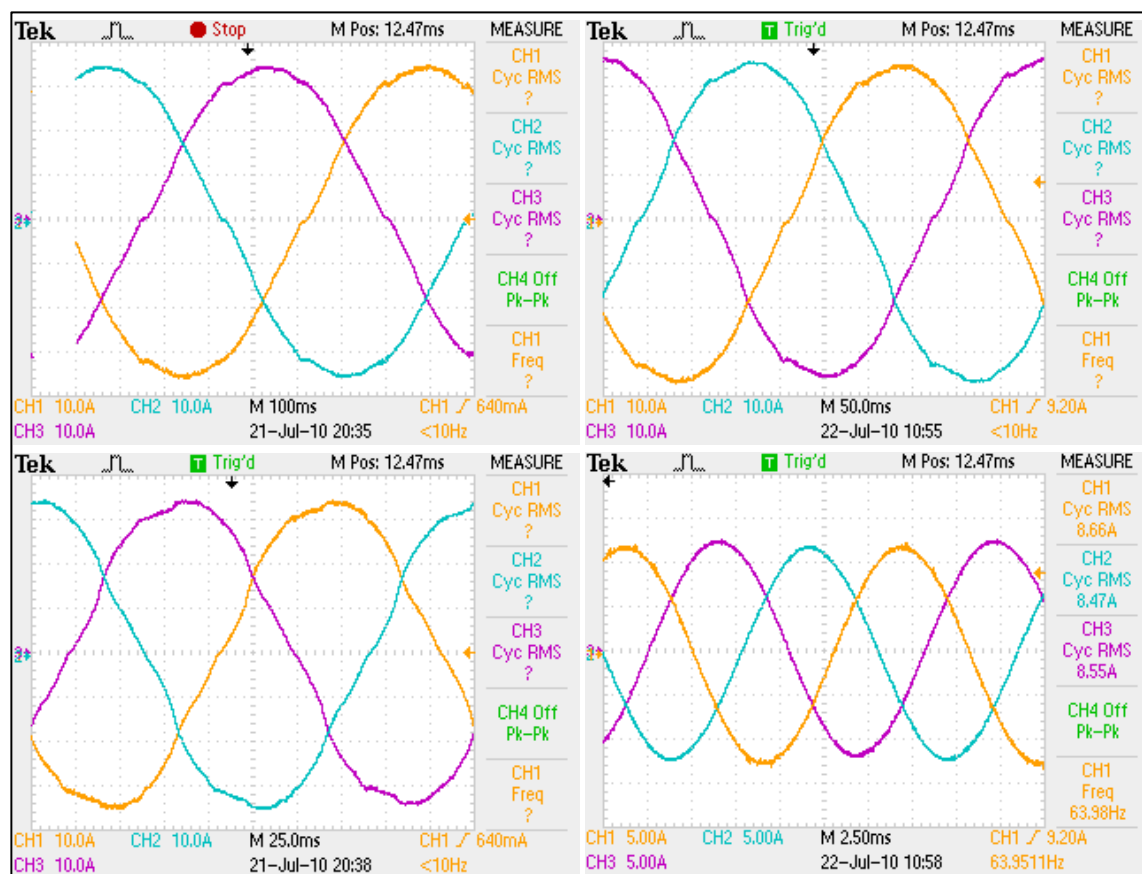 Tek Stop M Pos: 12.47ms MEASURE
CH1
Cyc RMS
?
CH2
Cyc RMS
?
CH3
Cyc RMS
?
CH4 Off
Pk-Pk
CH1
Freq
?
CH1 10.0A CH2 10.0A M 100ms CH1 640mA
CH3 10.0A 21-Jul-10 20:35 <10Hz
Tek T Trig'd M Pos: 12.47ms MEASURE
CH1
Cyc RMS
?
CH2
Cyc RMS
?
CH3
Cyc RMS
?
CH4 Off
Pk-Pk
CH1
Freq
?
CH1 10.0A CH2 10.0A M 50.0ms CH1 9.20A
CH3 10.0A 22-Jul-10 10:55 <10Hz
Tek T Trig'd M Pos: 12.47ms MEASURE
CH1
Cyc RMS
?
CH2
Cyc RMS
?
CH3
Cyc RMS
?
CH4 Off
Pk-Pk
CH1
Freq
?
CH1 10.0A CH2 10.0A M 25.0ms CH1 640mA
CH3 10.0A 21-Jul-10 20:38 <10Hz
Tek T Trig'd M Pos: 12.47ms MEASURE
CH1
Cyc RMS
8.66A
CH2
Cyc RMS
8.47A
CH3
Cyc RMS
8.55A
CH4 Off
Pk-Pk
CH1
Freq
63.98Hz
CH1 5.00A CH2 5.00A M 2.50ms CH1 9.20A
CH3 5.00A 22-Jul-10 10:58 63.9511Hz